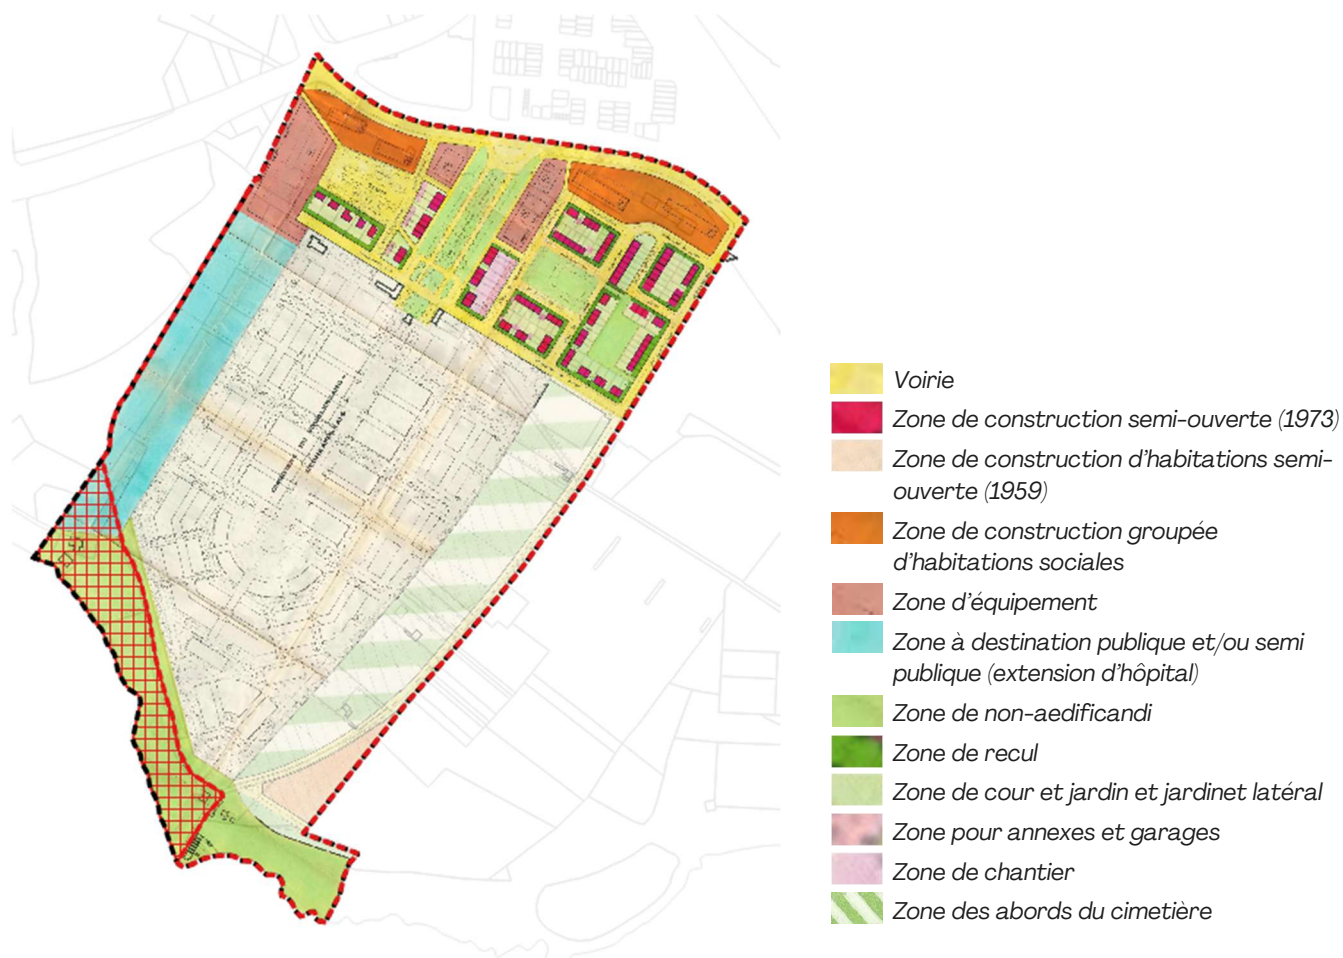 Voirie
Zone de construction semi-ouverte (1973)
Zone de construction d'habitations semi-
ouverte (1959)
Zone de construction groupée
d'habitations sociales
Zone d'équipement
Zone à destination publique et/ou semi
publique (extension d'hôpital)
Zone de non-aedificandi
Zone de recul
Zone de cour et jardin et jardinet latéral
Zone pour annexes et garages
Zone de chantier
Zone des abords du cimetière